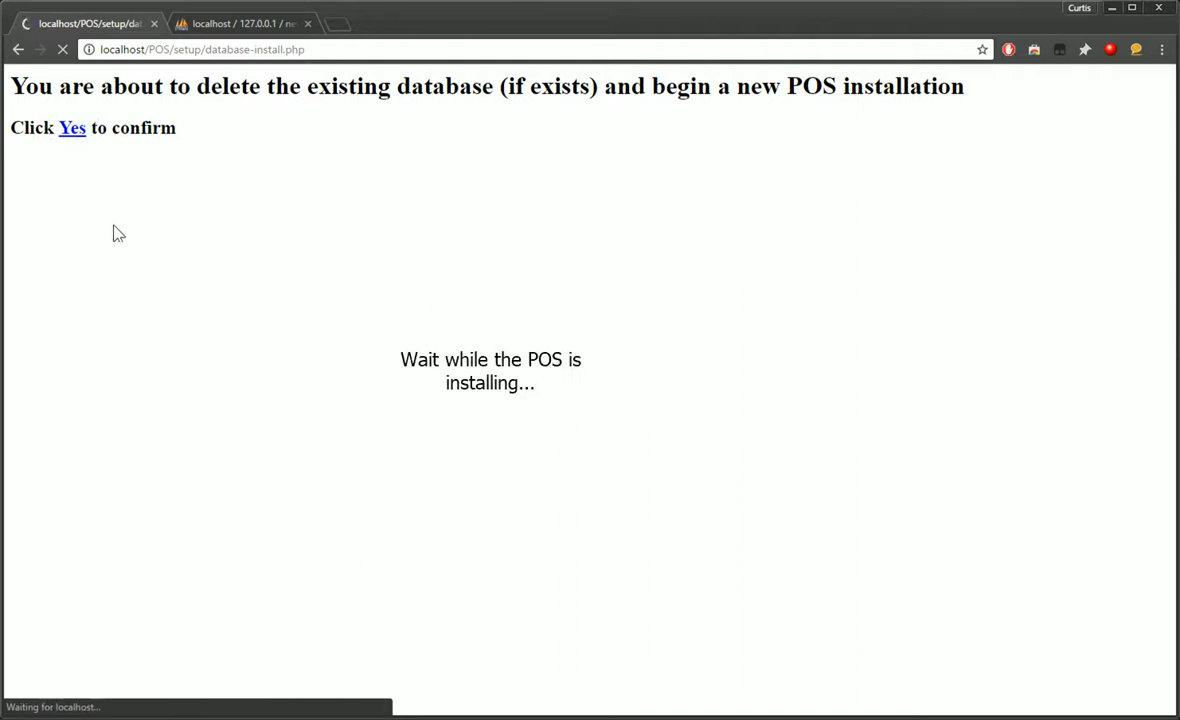 Curtis
localhost/POS/setup/dat
localhost / 127.0.0.1 / ne
localhost/POS/setup/database-install.php
You are about to delete the existing database (if exists) and begin a new POS installation
Click Yes to confirm
Wait while the POS is
installing...
Waiting for localhost...